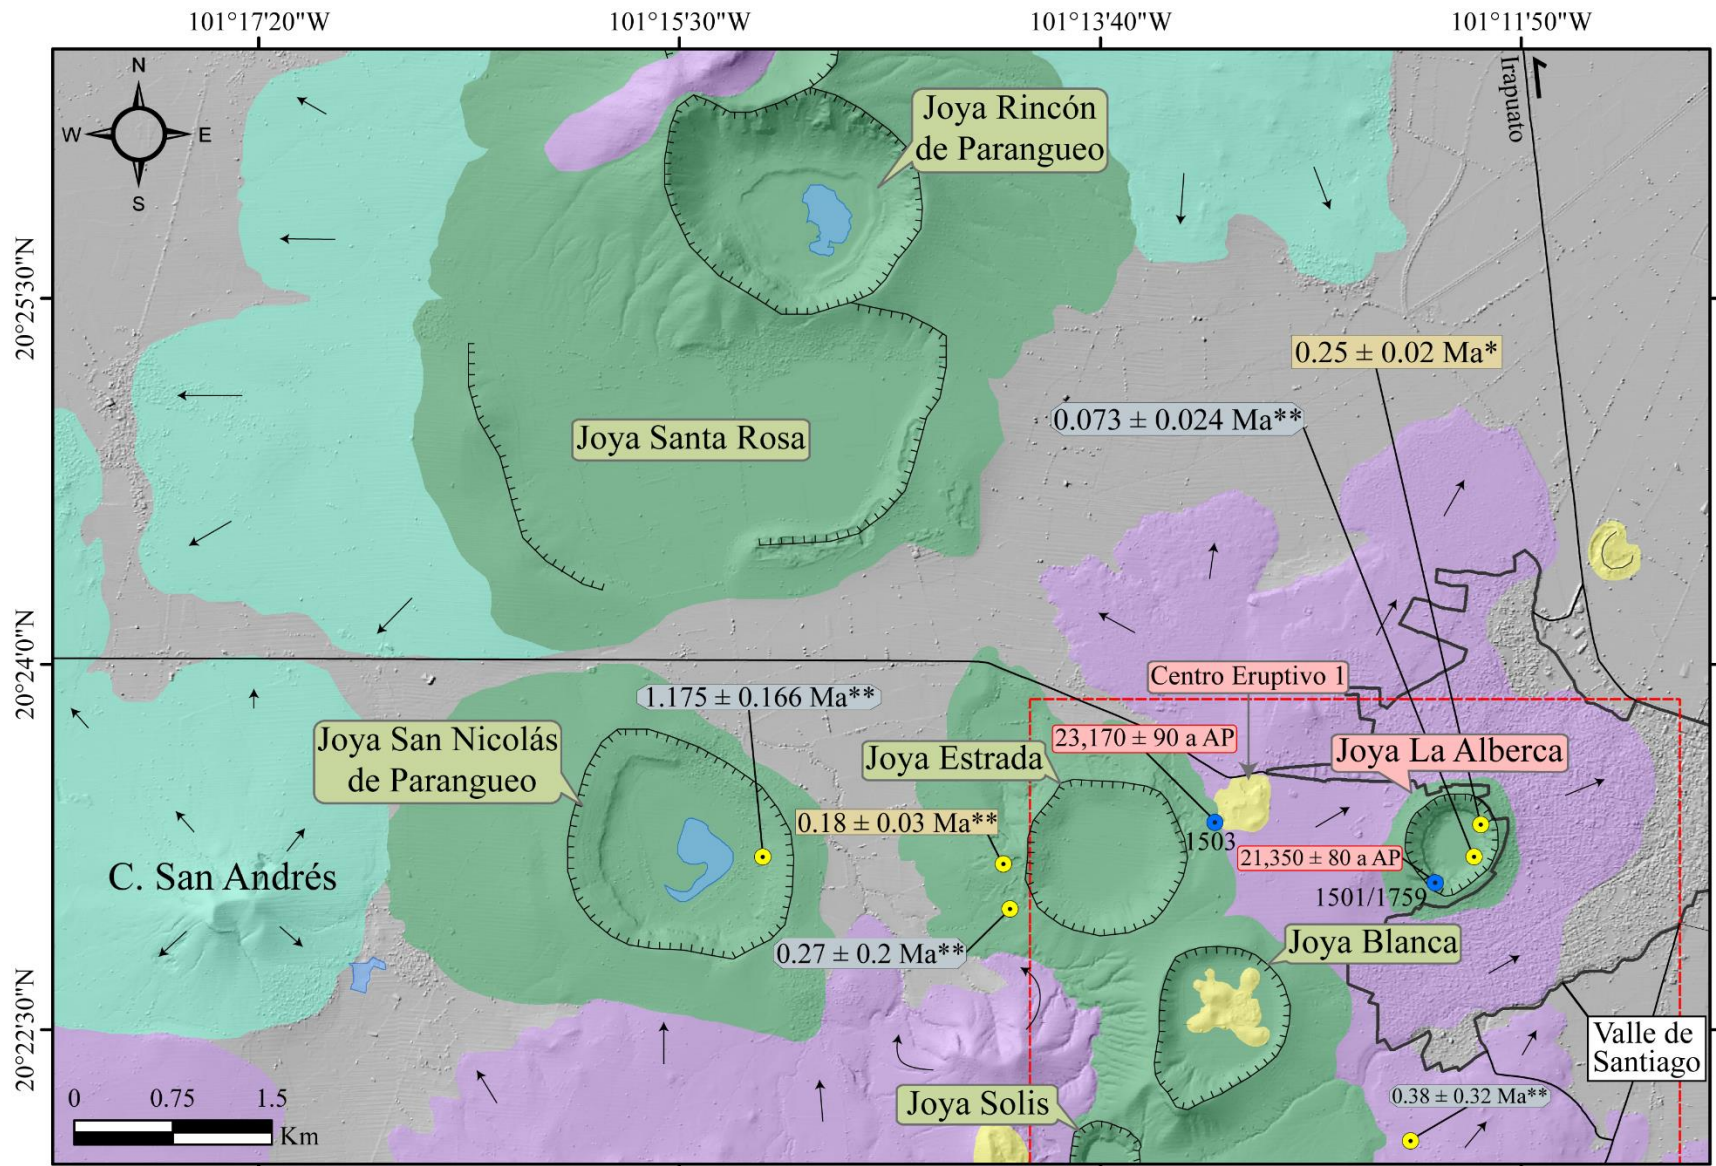 101°17'20"W
101°15'30"W
101°13'40"W
101°11'50"W
N
W
E
S
Irapuato
Joya Rincón
de Parangueo
20°25'30"N
0.25 ± 0.02 Ma*
0.073 ± 0.024 Ma**
Joya Santa Rosa
20°24'0"N
Centro Eruptivo 1
1.175 ± 0.166 Ma**
Joya San Nicolás
de Parangueo
23,170 ± 90 a AP
Joya Estrada
Joya La Alberca
0.18 ± 0.03 Ma**
1503
21,350 ± 80 a AP
C. San Andrés
1501/1759
0.27 ± 0.2 Ma**
Joya Blanca
20°22'30"N
Valle de
Santiago
0 0.75 1.5
Km
Joya Solis
0.38 ± 0.32 Ma**